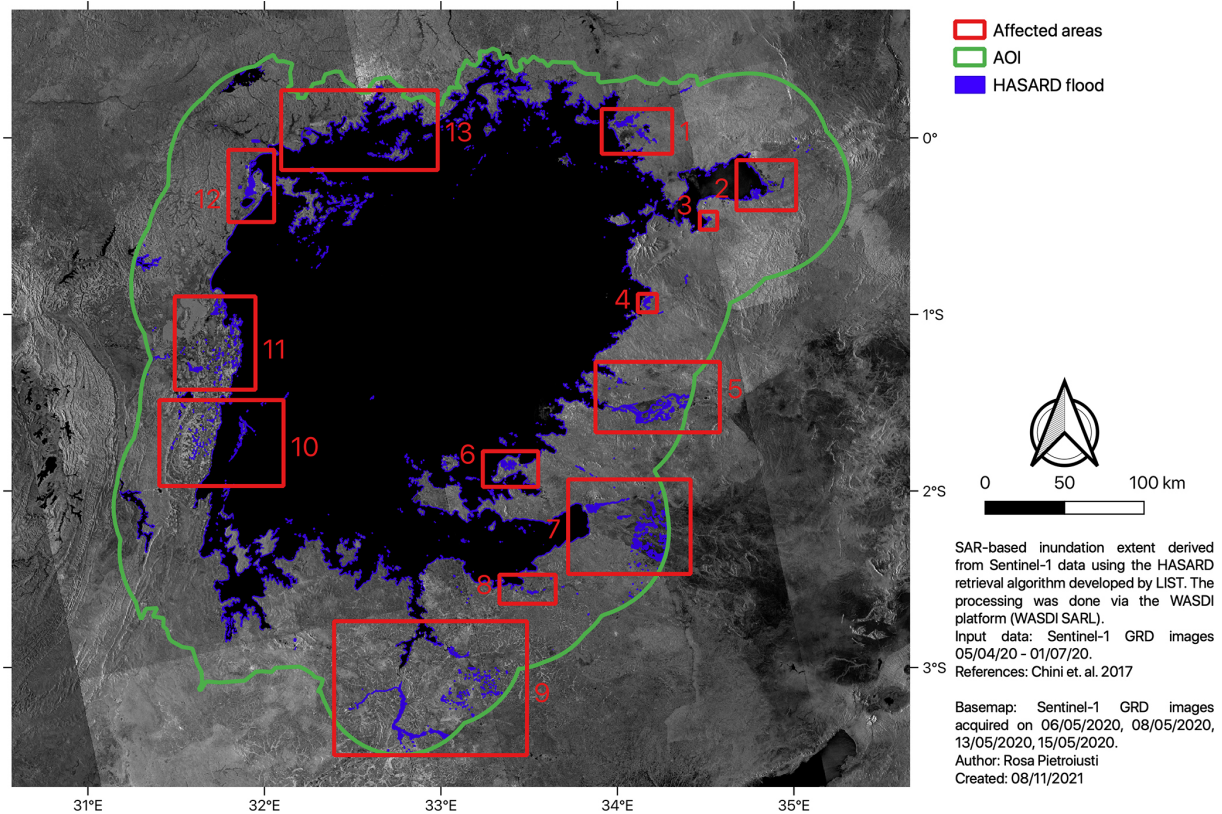 Affected areas
AOI
HASARD flood
13
1
2
12
3
4
11
5
10
6
7
8
9
0°
1°S
2°S
3°S
31°E
32°E
33°E
34°E
35°E
0 50 100 km
SAR-based inundation extent derived
from Sentinel-1 data using the HASARD
retrieval algorithm developed by LIST. The
processing was done via the WASDI
platform (WASDI SARL).
Input data: Sentinel-1 GRD images
05/04/20 - 01/07/20.
References: Chini et. al. 2017
Basemap: Sentinel-1 GRD images
acquired on 06/05/2020, 08/05/2020,
13/05/2020, 15/05/2020.
Author: Rosa Pietroiusti
Created: 08/11/2021